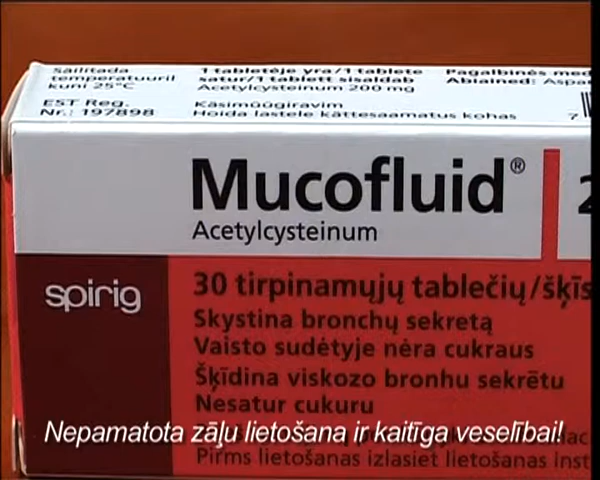 Säilitada
temperatuuril
kuni 25°C
EST Reg.
Nr.: 197898
1 tabletėje yra/1 tablete
satur/1 tablett sisaldab
Acetylcysteinum 200 mg
Käsimüügiravim
Hoida lastele kättesaamatus kohas
Pagalbinės med
Abiained: Aspa
7
Mucofluid®
Acetylcysteinum
2
spirig
30 tirpinamųjų tablečių/šķīs
Skystina bronchų sekretą
Vaisto sudėtyje nėra cukraus
Šķīdina viskozo bronhu sekrētu
Nesatur cukuru
Nepamatota zāļu lietošana ir kaitīga veselībai!
Pirms lietošanas izlasiet lietošanas inst